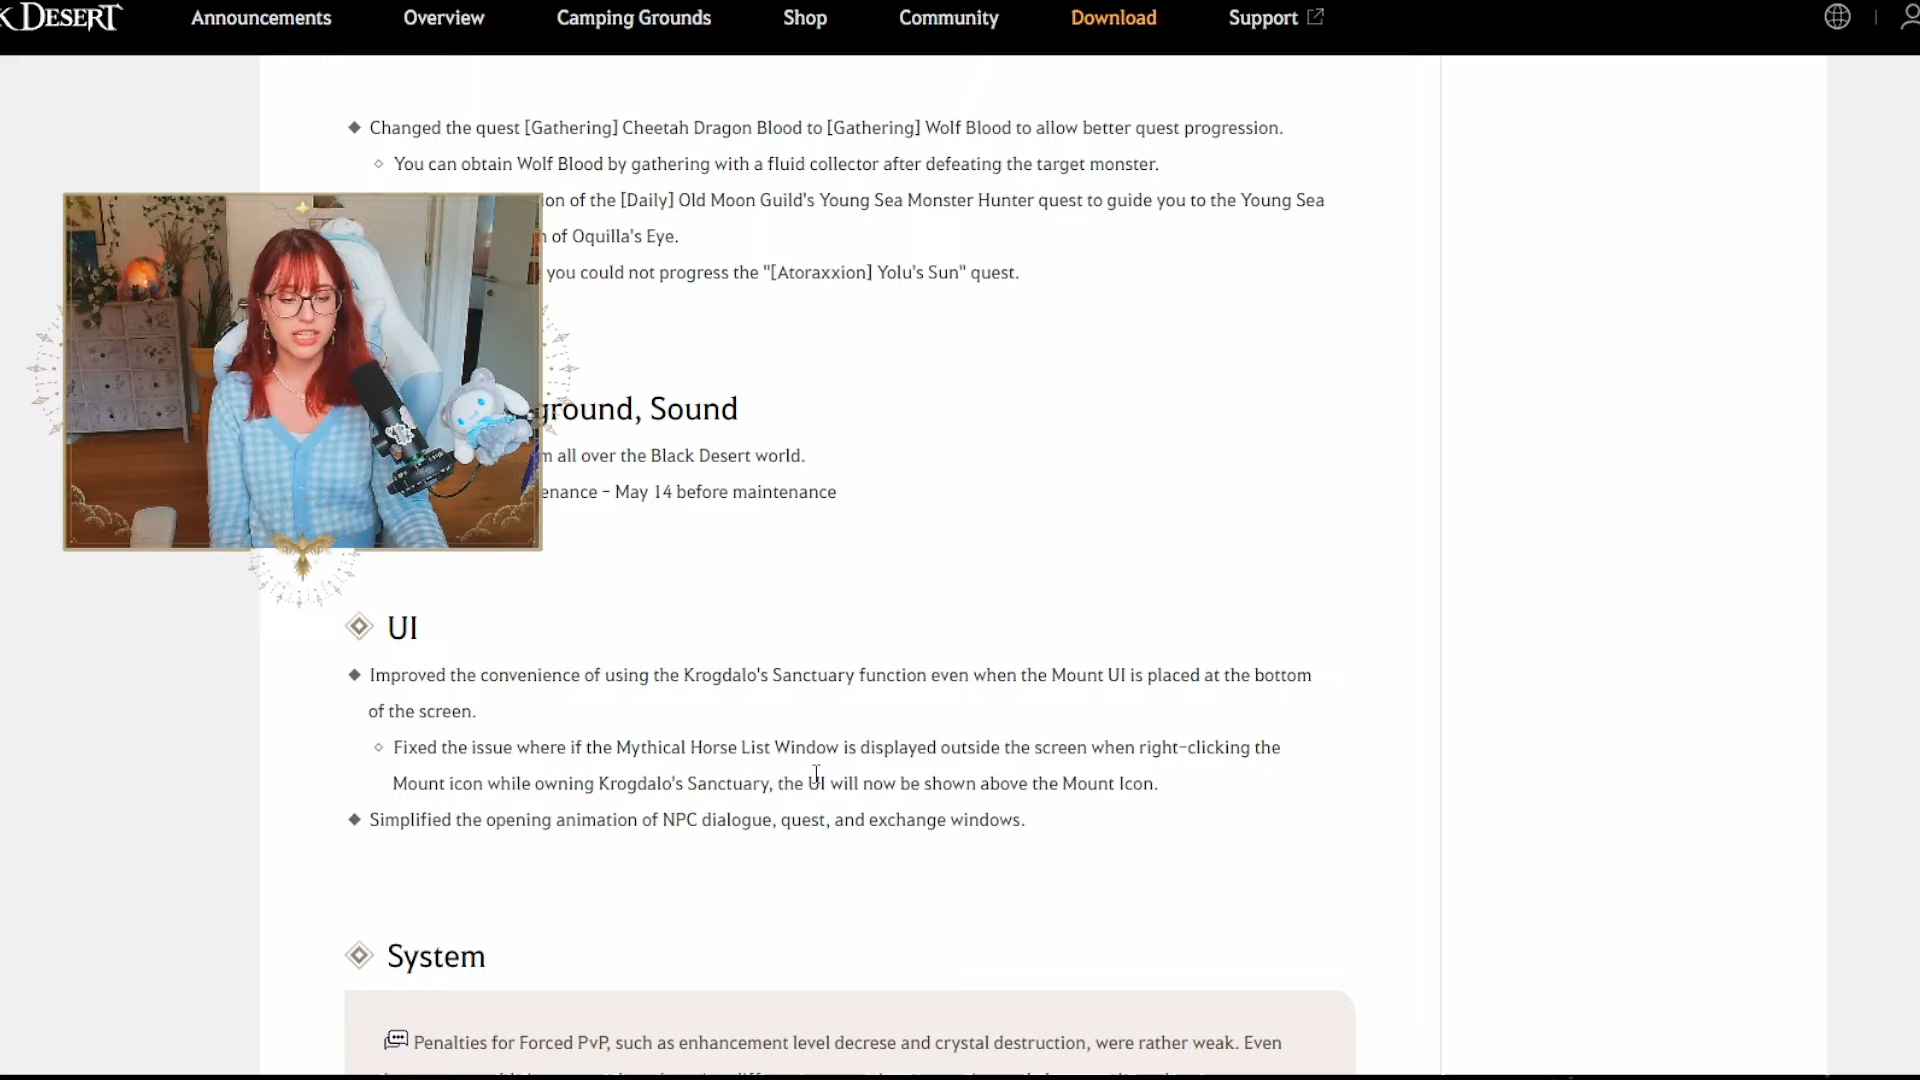 K DESERT
Announcements Overview Camping Grounds Shop Community Download Support
Changed the quest [Gathering] Cheetah Dragon Blood to [Gathering] Wolf Blood to allow better quest progression.
You can obtain Wolf Blood by gathering with a fluid collector after defeating the target monster.
ion of the [Daily] Old Moon Guild's Young Sea Monster Hunter quest to guide you to the Young Sea
of Oquilla's Eye.
you could not progress the "[Atoraxxion] Yolu's Sun" quest.
ground, Sound
m all over the Black Desert world.
enance - May 14 before maintenance
UI
Improved the convenience of using the Krogdalo's Sanctuary function even when the Mount UI is placed at the bottom
of the screen.
Fixed the issue where if the Mythical Horse List Window is displayed outside the screen when right-clicking the
Mount icon while owning Krogdalo's Sanctuary, the UI will now be shown above the Mount Icon.
Simplified the opening animation of NPC dialogue, quest, and exchange windows.
System
Penalties for Forced PvP, such as enhancement level decrese and crystal destruction, were rather weak. Even